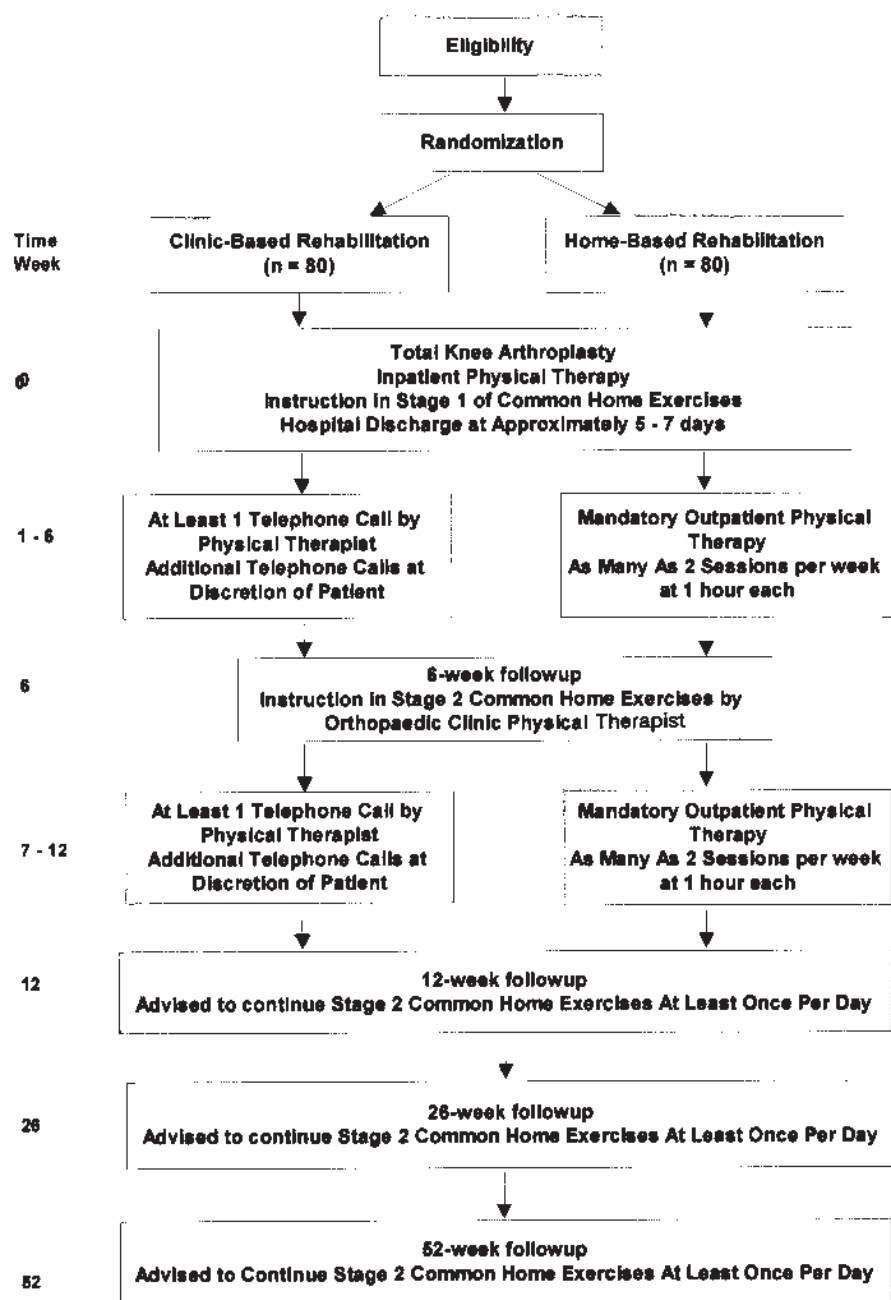 Eligibility
Randomization
Time
Week
Clinic-Based Rehabilitation
(n = 80)
Home-Based Rehabilitation
(n = 80)
0
Total Knee Arthroplasty
Inpatient Physical Therapy
Instruction in Stage 1 of Common Home Exercises
Hospital Discharge at Approximately 5 - 7 days
1 - 6
At Least 1 Telephone Call by
Physical Therapist
Additional Telephone Calls at
Discretion of Patient
Mandatory Outpatient Physical
Therapy
As Many As 2 Sessions per week
at 1 hour each
6
6-week followup
Instruction in Stage 2 Common Home Exercises by
Orthopaedic Clinic Physical Therapist
7 - 12
At Least 1 Telephone Call by
Physical Therapist
Additional Telephone Calls at
Discretion of Patient
Mandatory Outpatient Physical
Therapy
As Many As 2 Sessions per week
at 1 hour each
12
12-week followup
Advised to continue Stage 2 Common Home Exercises At Least Once Per Day
26
26-week followup
Advised to continue Stage 2 Common Home Exercises At Least Once Per Day
52
52-week followup
Advised to Continue Stage 2 Common Home Exercises At Least Once Per Day